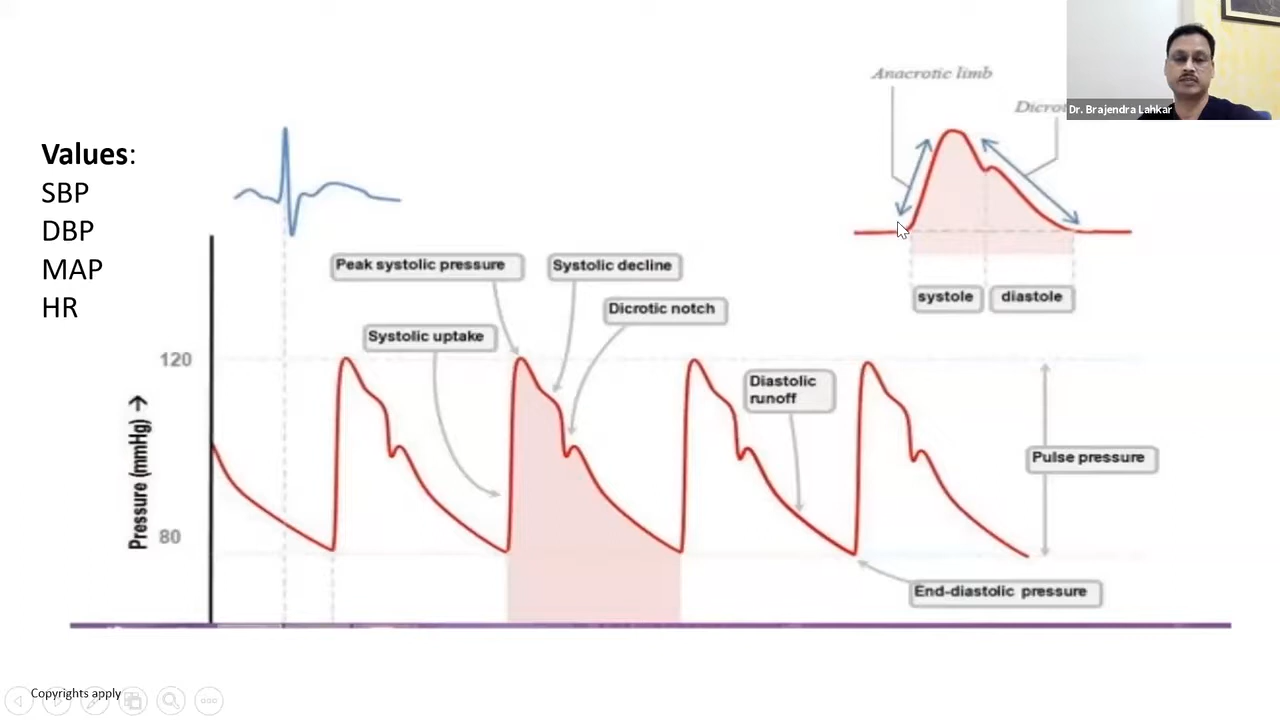 Anacrotic limb
Dr. Brajendra Lahkar
Values:
SBP
DBP
MAP
HR
Peak systolic pressure
Systolic decline
Dicrotic notch
Systolic uptake
systole
diastole
120
Diastolic
runoff
Pressure (mmHg) →
Pulse pressure
80
End-diastolic pressure
Copyrights apply